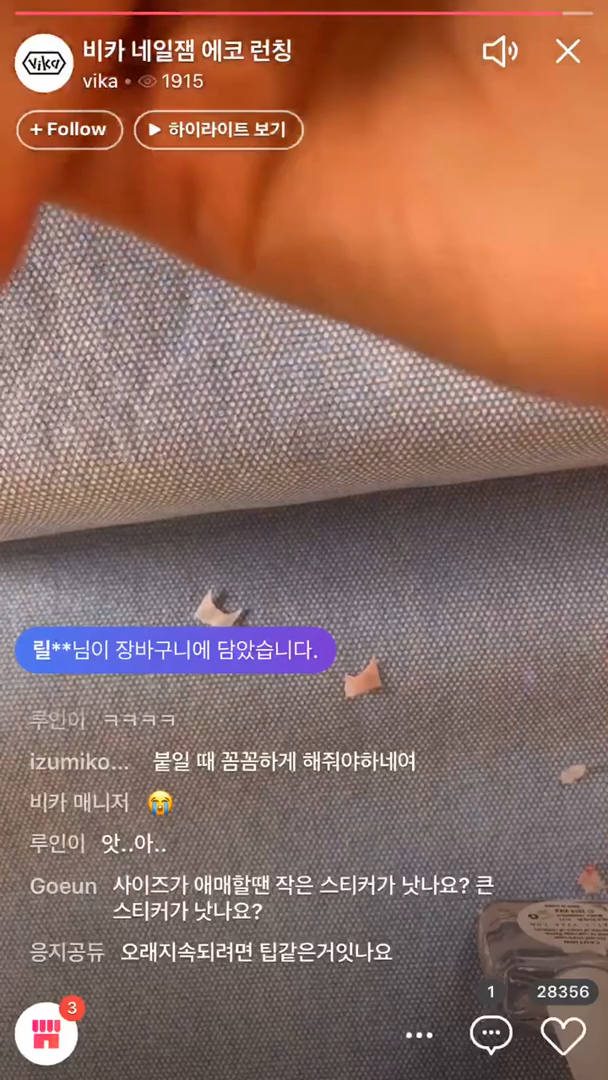 vika
비카 네일잼 에코 런칭
vika • 1915
+ Follow
하이라이트 보기
릴**님이 장바구니에 담았습니다.
루인이 ㅋㅋㅋㅋ
izumiko... 붙일 때 꼼꼼하게 해줘야하네여
비카 매니저 😭
루인이 앗..아..
Goeun 사이즈가 애매할땐 작은 스티커가 낫나요? 큰
스티커가 낫나요?
응지공듀 오래지속되려면 팁같은거잇나요
1
28356
3